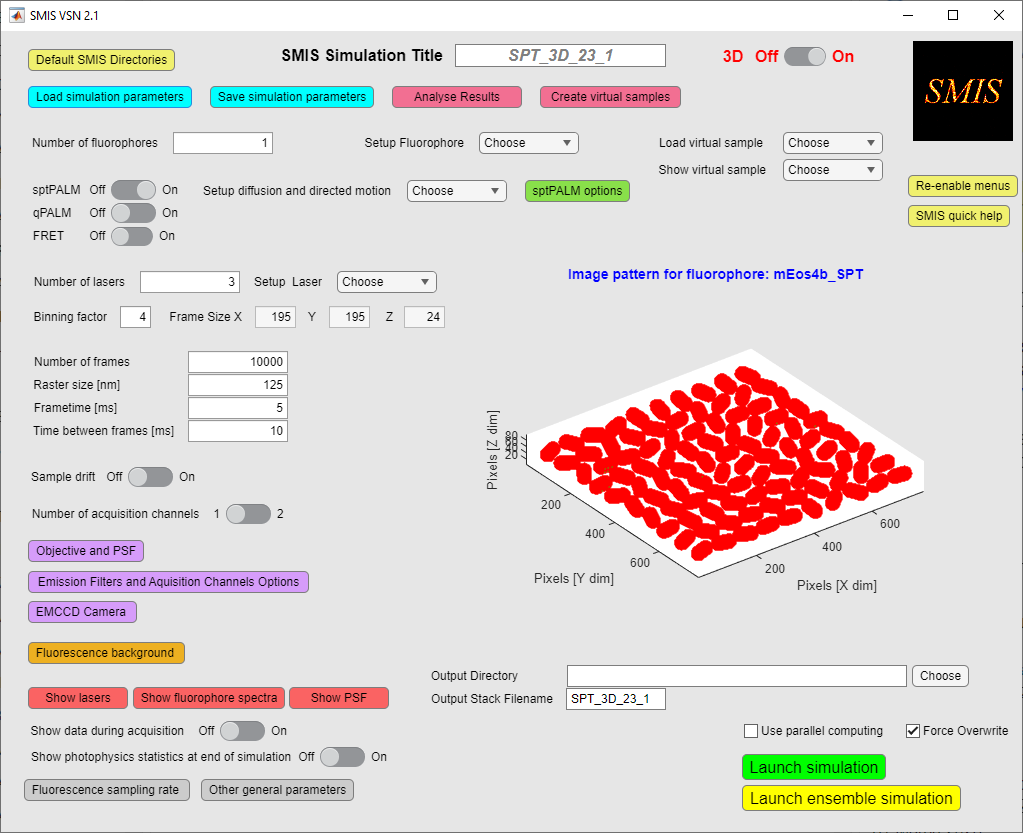 SMIS VSN 2.1
Default SMIS Directories
SMIS Simulation Title SPT_3D_23_1
3D Off On
SMIS
Load simulation parameters Save simulation parameters Analyse Results Create virtual samples
Number of fluorophores 1 Setup Fluorophore Choose Load virtual sample Choose
Show virtual sample Choose
sptPALM Off On Setup diffusion and directed motion Choose sptPALM options Re-enable menus
qPALM Off On SMIS quick help
FRET Off On
Number of lasers 3 Setup Laser Choose
Image pattern for fluorophore: mEos4b_SPT
Binning factor 4 Frame Size X 195 Y 195 Z 24
Number of frames 10000
Raster size [nm] 125
Frametime [ms] 5
Time between frames [ms] 10
Pixels [Z dim]
80
60
40
20
200
400
600
Pixels [Y dim]
200
400
600
Pixels [X dim]
Sample drift Off On
Number of acquisition channels 1 2
Objective and PSF
Emission Filters and Aquisition Channels Options
EMCCD Camera
Fluorescence background
Output Directory Choose
Show lasers Show fluorophore spectra Show PSF
Output Stack Filename SPT_3D_23_1
Show data during acquisition Off On
Use parallel computing Force Overwrite
Show photophysics statistics at end of simulation Off On
Launch simulation
Fluorescence sampling rate Other general parameters
Launch ensemble simulation